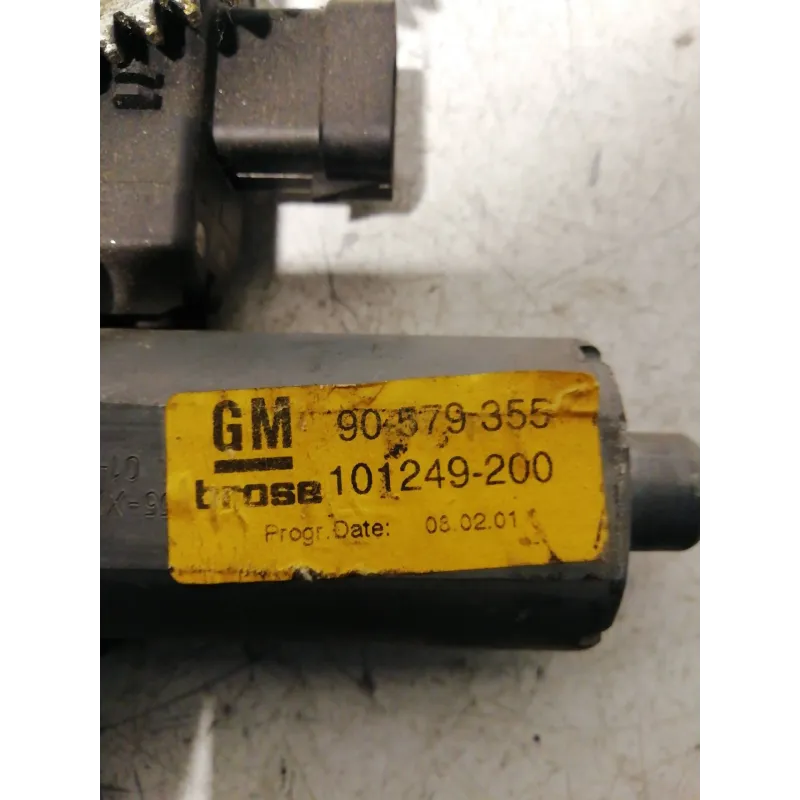 GM 90-579-355
brose 101249-200
Progr.Date: 08.02.01